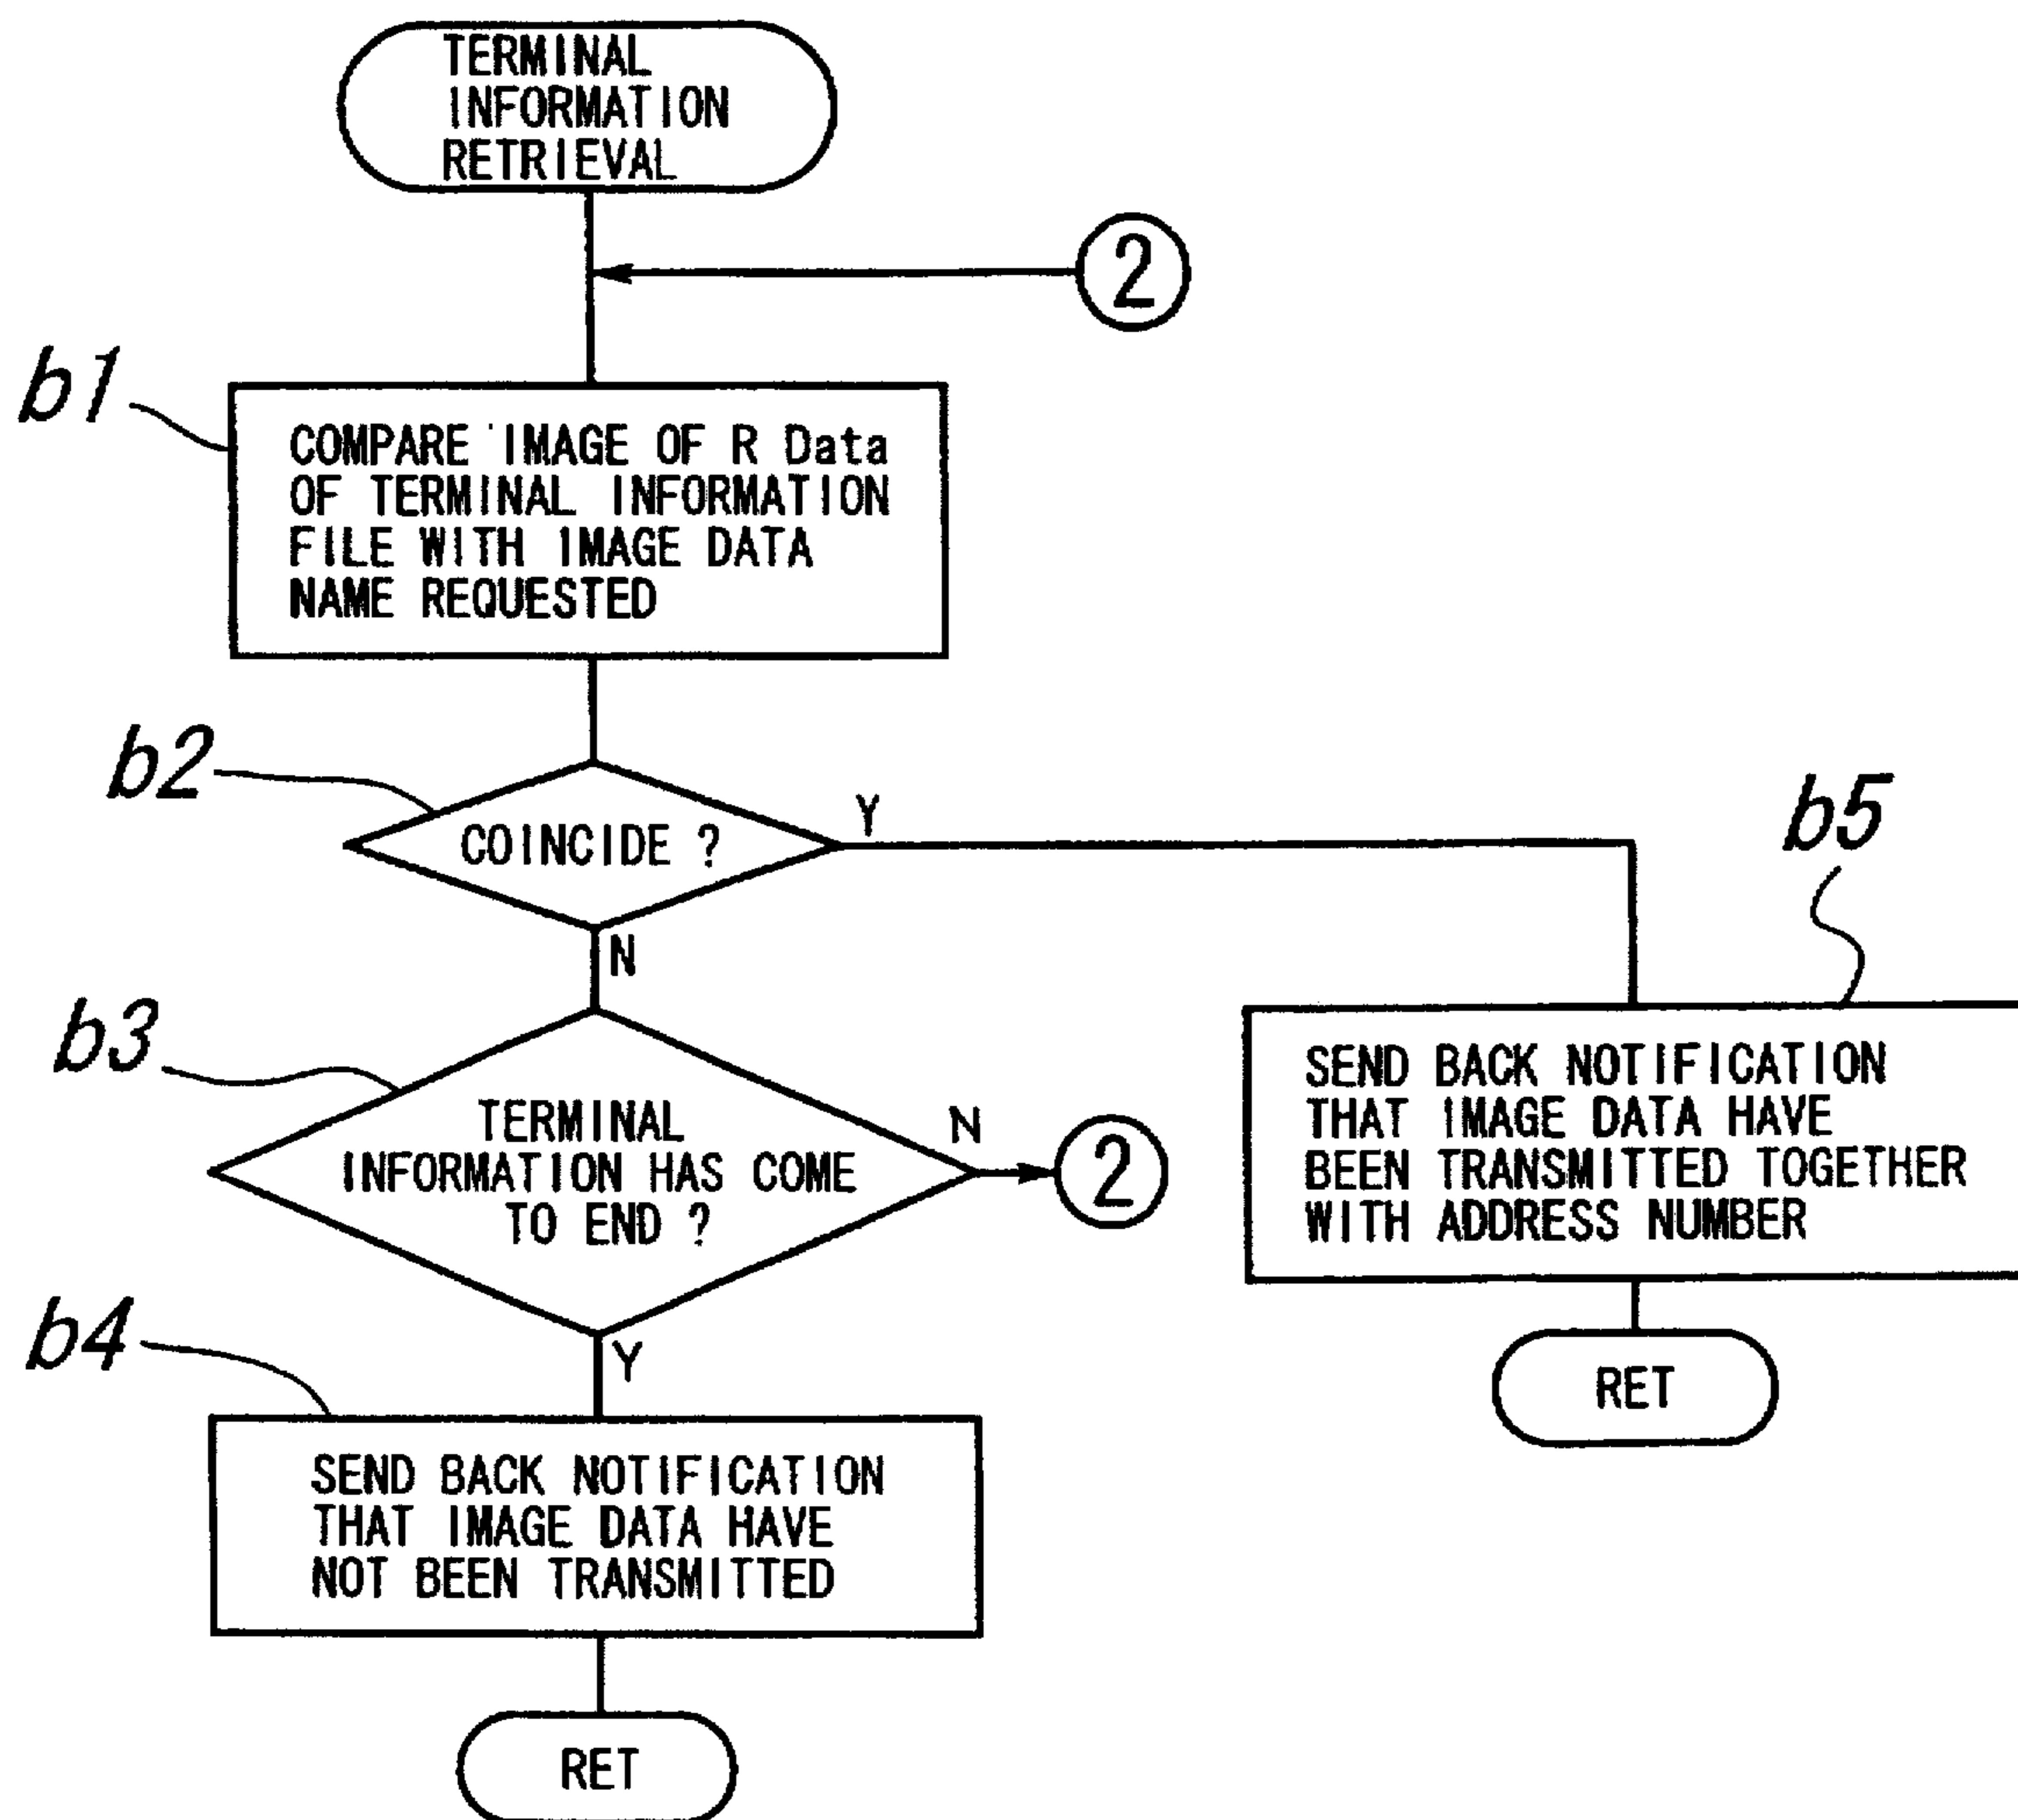 TERMINAL
INFORMATION
RETRIEVAL
2
b1
COMPARE IMAGE OF R Data
OF TERMINAL INFORMATION
FILE WITH IMAGE DATA
NAME REQUESTED
b2
COINCIDE ?
Y
N
b3
TERMINAL
INFORMATION HAS COME
TO END ?
N
2
Y
b4
SEND BACK NOTIFICATION
THAT IMAGE DATA HAVE
NOT BEEN TRANSMITTED
RET
b5
SEND BACK NOTIFICATION
THAT IMAGE DATA HAVE
BEEN TRANSMITTED TOGETHER
WITH ADDRESS NUMBER
RET